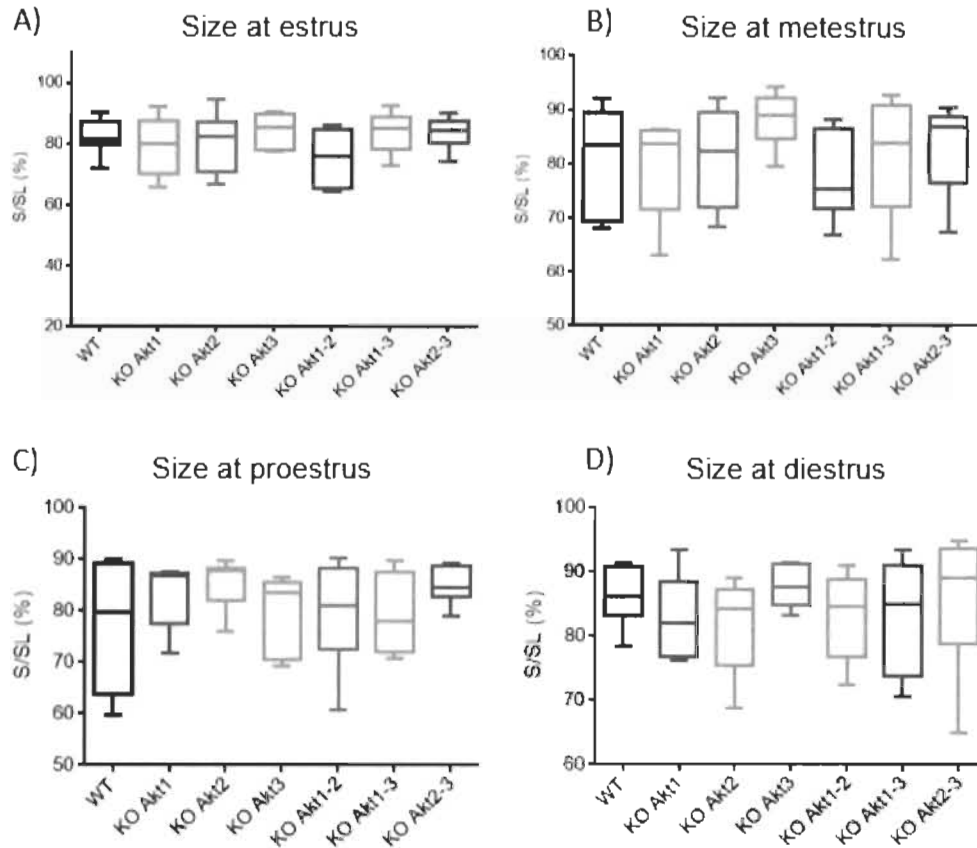 A)
Size at estrus
S/SL (%)
100
80
60
40
20
WT
KO Akt1
KO Akt2
KO Akt3
KO Akt1-2
KO Akt1-3
KO Akt2-3
B)
Size at metestrus
S/SL (%)
100
90
80
70
60
50
WT
KO Akt1
KO Akt2
KO Akt3
KO Akt1-2
KO Akt1-3
KO Akt2-3
C)
Size at proestrus
S/SL (%)
100
90
80
70
60
50
WT
KO Akt1
KO Akt2
KO Akt3
KO Akt1-2
KO Akt1-3
KO Akt2-3
D)
Size at diestrus
S/SL (%)
100
90
80
70
60
WT
KO Akt1
KO Akt2
KO Akt3
KO Akt1-2
KO Akt1-3
KO Akt2-3